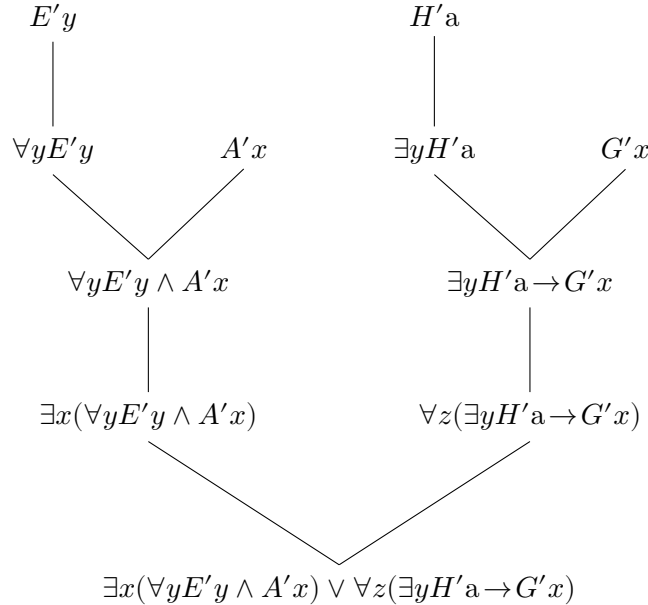 E′y H′a
∀yE′y A′x ∃yH′a G′x
∀yE′y ∧ A′x ∃yH′a→G′x
∃x(∀yE′y ∧ A′x) ∀z(∃yH′a→G′x)
∃x(∀yE′y ∧ A′x) ∨ ∀z(∃yH′a→G′x)